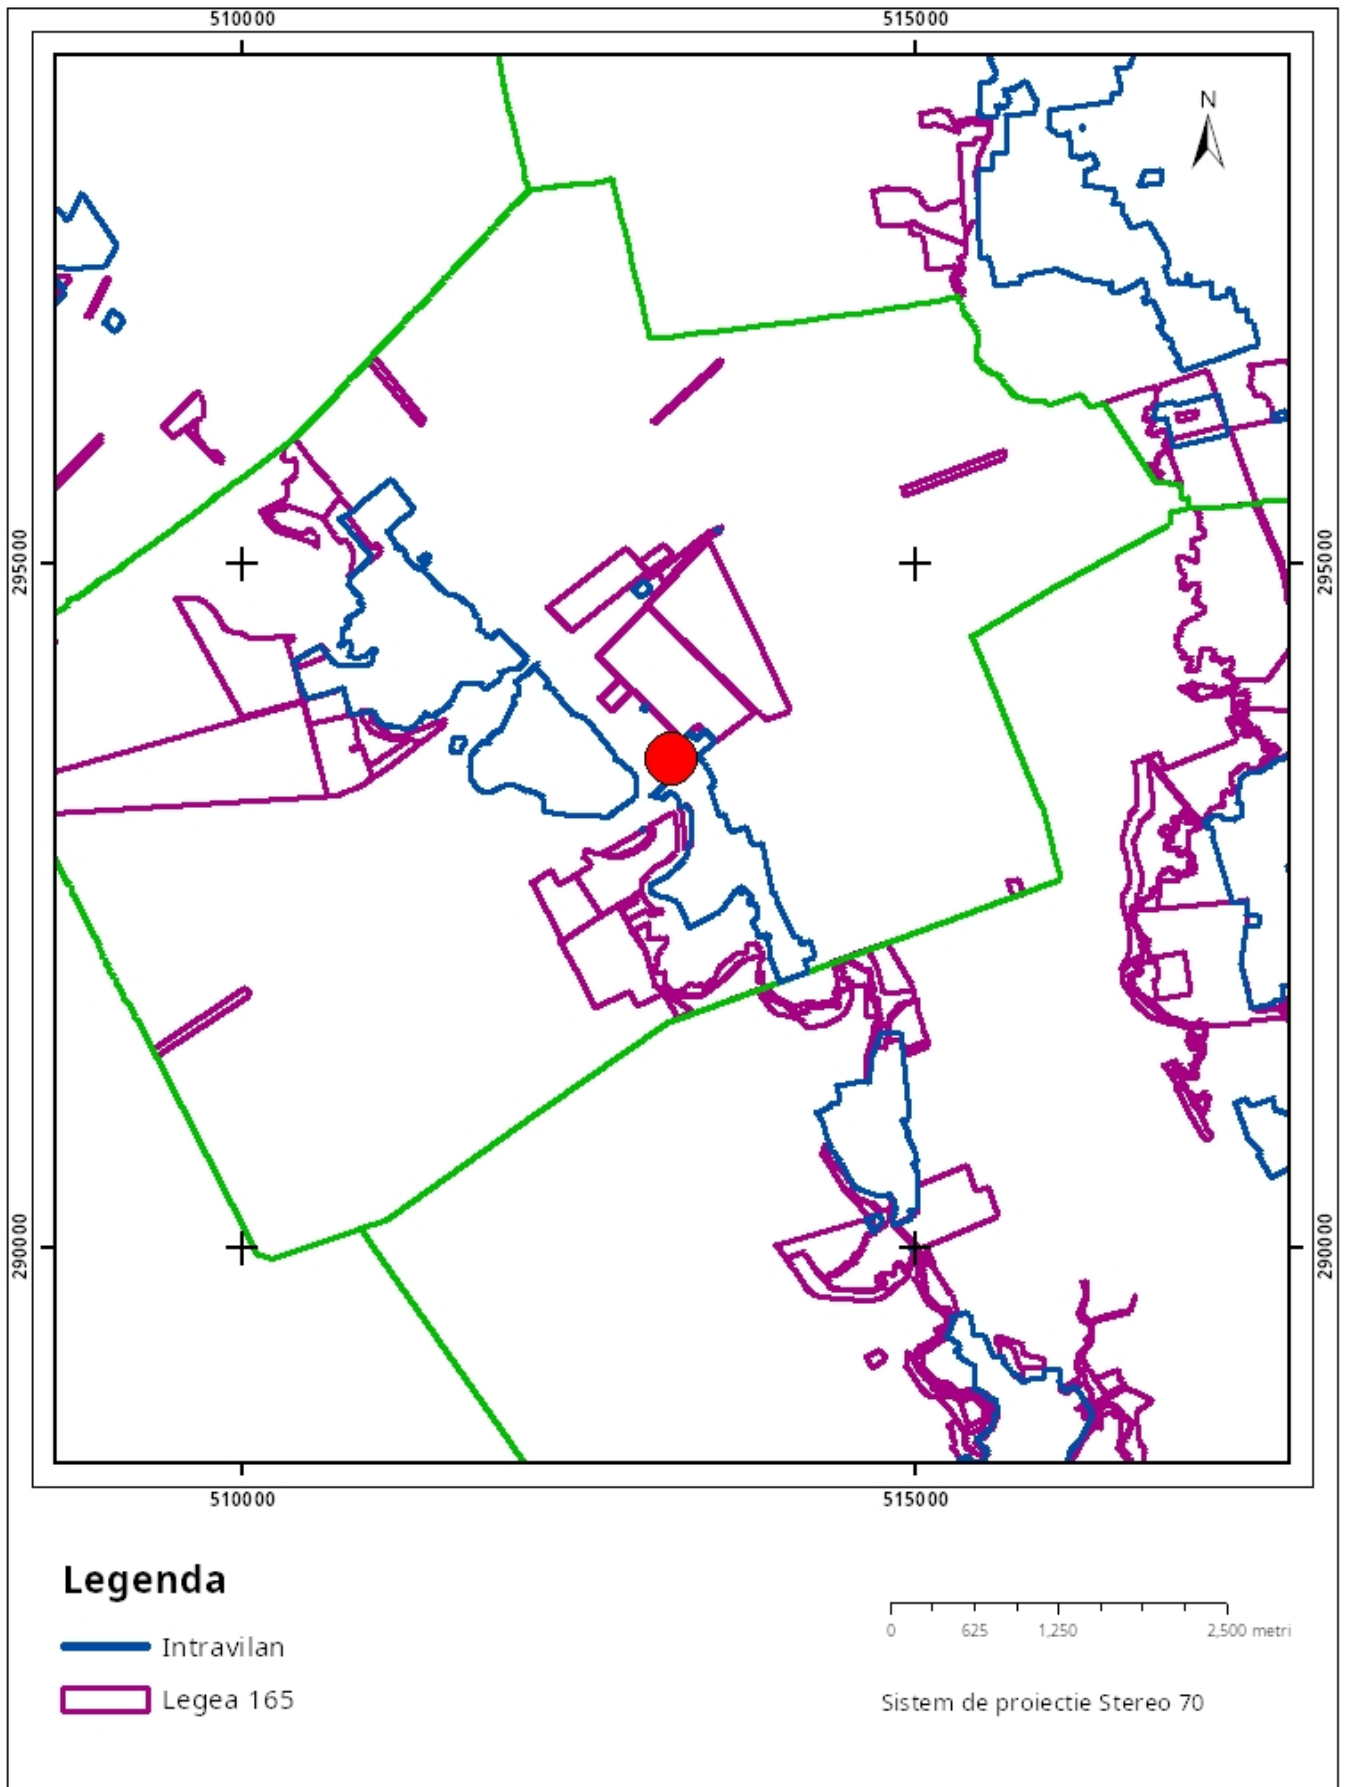 510000 515000
N
295000 295000
290000 290000
510000 515000
Legenda
Intravilan
Legea 165
0 625 1,250 2,500 metri
Sistem de proiectie Stereo 70